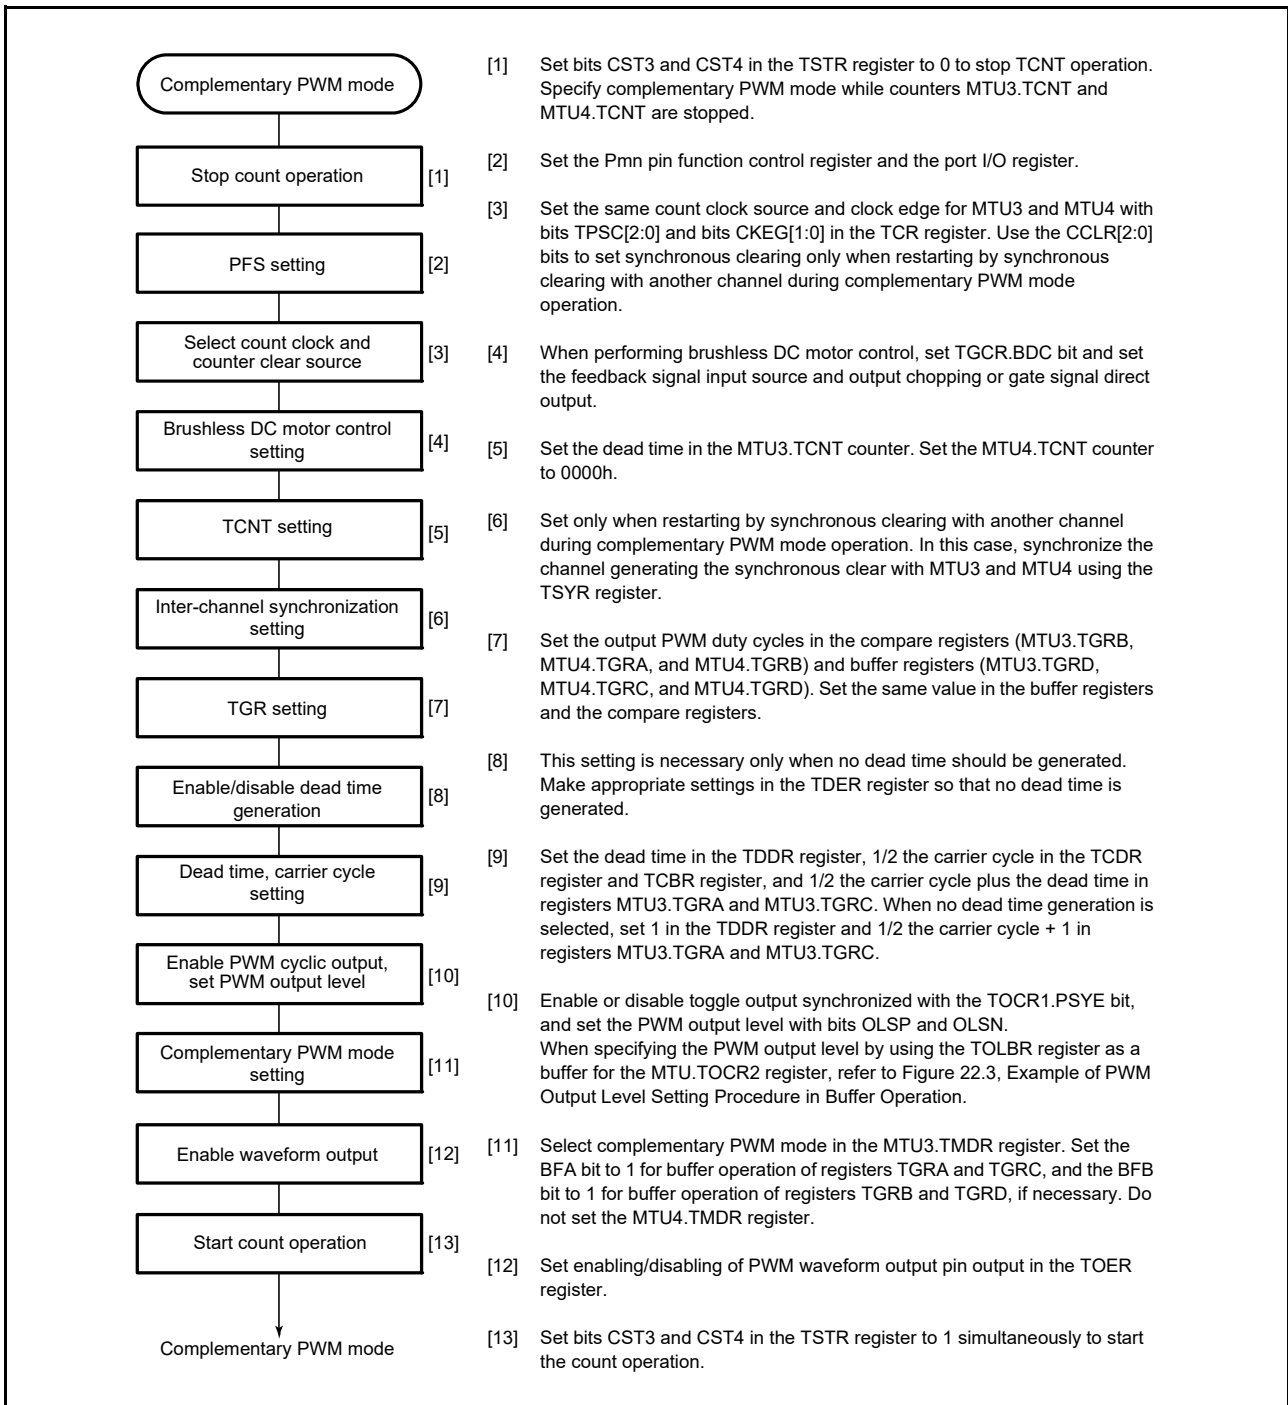 Complementary PWM mode
Stop count operation
[1]
PFS setting
[2]
Select count clock and
counter clear source
[3]
Brushless DC motor control
setting
[4]
TCNT setting
[5]
Inter-channel synchronization
setting
[6]
TGR setting
[7]
Enable/disable dead time
generation
[8]
Dead time, carrier cycle
setting
[9]
Enable PWM cyclic output,
set PWM output level
[10]
Complementary PWM mode
setting
[11]
Enable waveform output
[12]
Start count operation
[13]
Complementary PWM mode
[1] Set bits CST3 and CST4 in the TSTR register to 0 to stop TCNT operation.
Specify complementary PWM mode while counters MTU3.TCNT and
MTU4.TCNT are stopped.
[2] Set the Pmn pin function control register and the port I/O register.
[3] Set the same count clock source and clock edge for MTU3 and MTU4 with
bits TPSC[2:0] and bits CKEG[1:0] in the TCR register. Use the CCLR[2:0]
bits to set synchronous clearing only when restarting by synchronous
clearing with another channel during complementary PWM mode
operation.
[4] When performing brushless DC motor control, set TGCR.BDC bit and set
the feedback signal input source and output chopping or gate signal direct
output.
[5] Set the dead time in the MTU3.TCNT counter. Set the MTU4.TCNT counter
to 0000h.
[6] Set only when restarting by synchronous clearing with another channel
during complementary PWM mode operation. In this case, synchronize the
channel generating the synchronous clear with MTU3 and MTU4 using the
TSYR register.
[7] Set the output PWM duty cycles in the compare registers (MTU3.TGRB,
MTU4.TGRA, and MTU4.TGRB) and buffer registers (MTU3.TGRD,
MTU4.TGRC, and MTU4.TGRD). Set the same value in the buffer registers
and the compare registers.
[8] This setting is necessary only when no dead time should be generated.
Make appropriate settings in the TDER register so that no dead time is
generated.
[9] Set the dead time in the TDDR register, 1/2 the carrier cycle in the TCDR
register and TCBR register, and 1/2 the carrier cycle plus the dead time in
registers MTU3.TGRA and MTU3.TGRC. When no dead time generation is
selected, set 1 in the TDDR register and 1/2 the carrier cycle + 1 in
registers MTU3.TGRA and MTU3.TGRC.
[10] Enable or disable toggle output synchronized with the TOCR1.PSYE bit,
and set the PWM output level with bits OLSP and OLSN.
When specifying the PWM output level by using the TOLBR register as a
buffer for the MTU.TOCR2 register, refer to Figure 22.3, Example of PWM
Output Level Setting Procedure in Buffer Operation.
[11] Select complementary PWM mode in the MTU3.TMDR register. Set the
BFA bit to 1 for buffer operation of registers TGRA and TGRC, and the BFB
bit to 1 for buffer operation of registers TGRB and TGRD, if necessary. Do
not set the MTU4.TMDR register.
[12] Set enabling/disabling of PWM waveform output pin output in the TOER
register.
[13] Set bits CST3 and CST4 in the TSTR register to 1 simultaneously to start
the count operation.